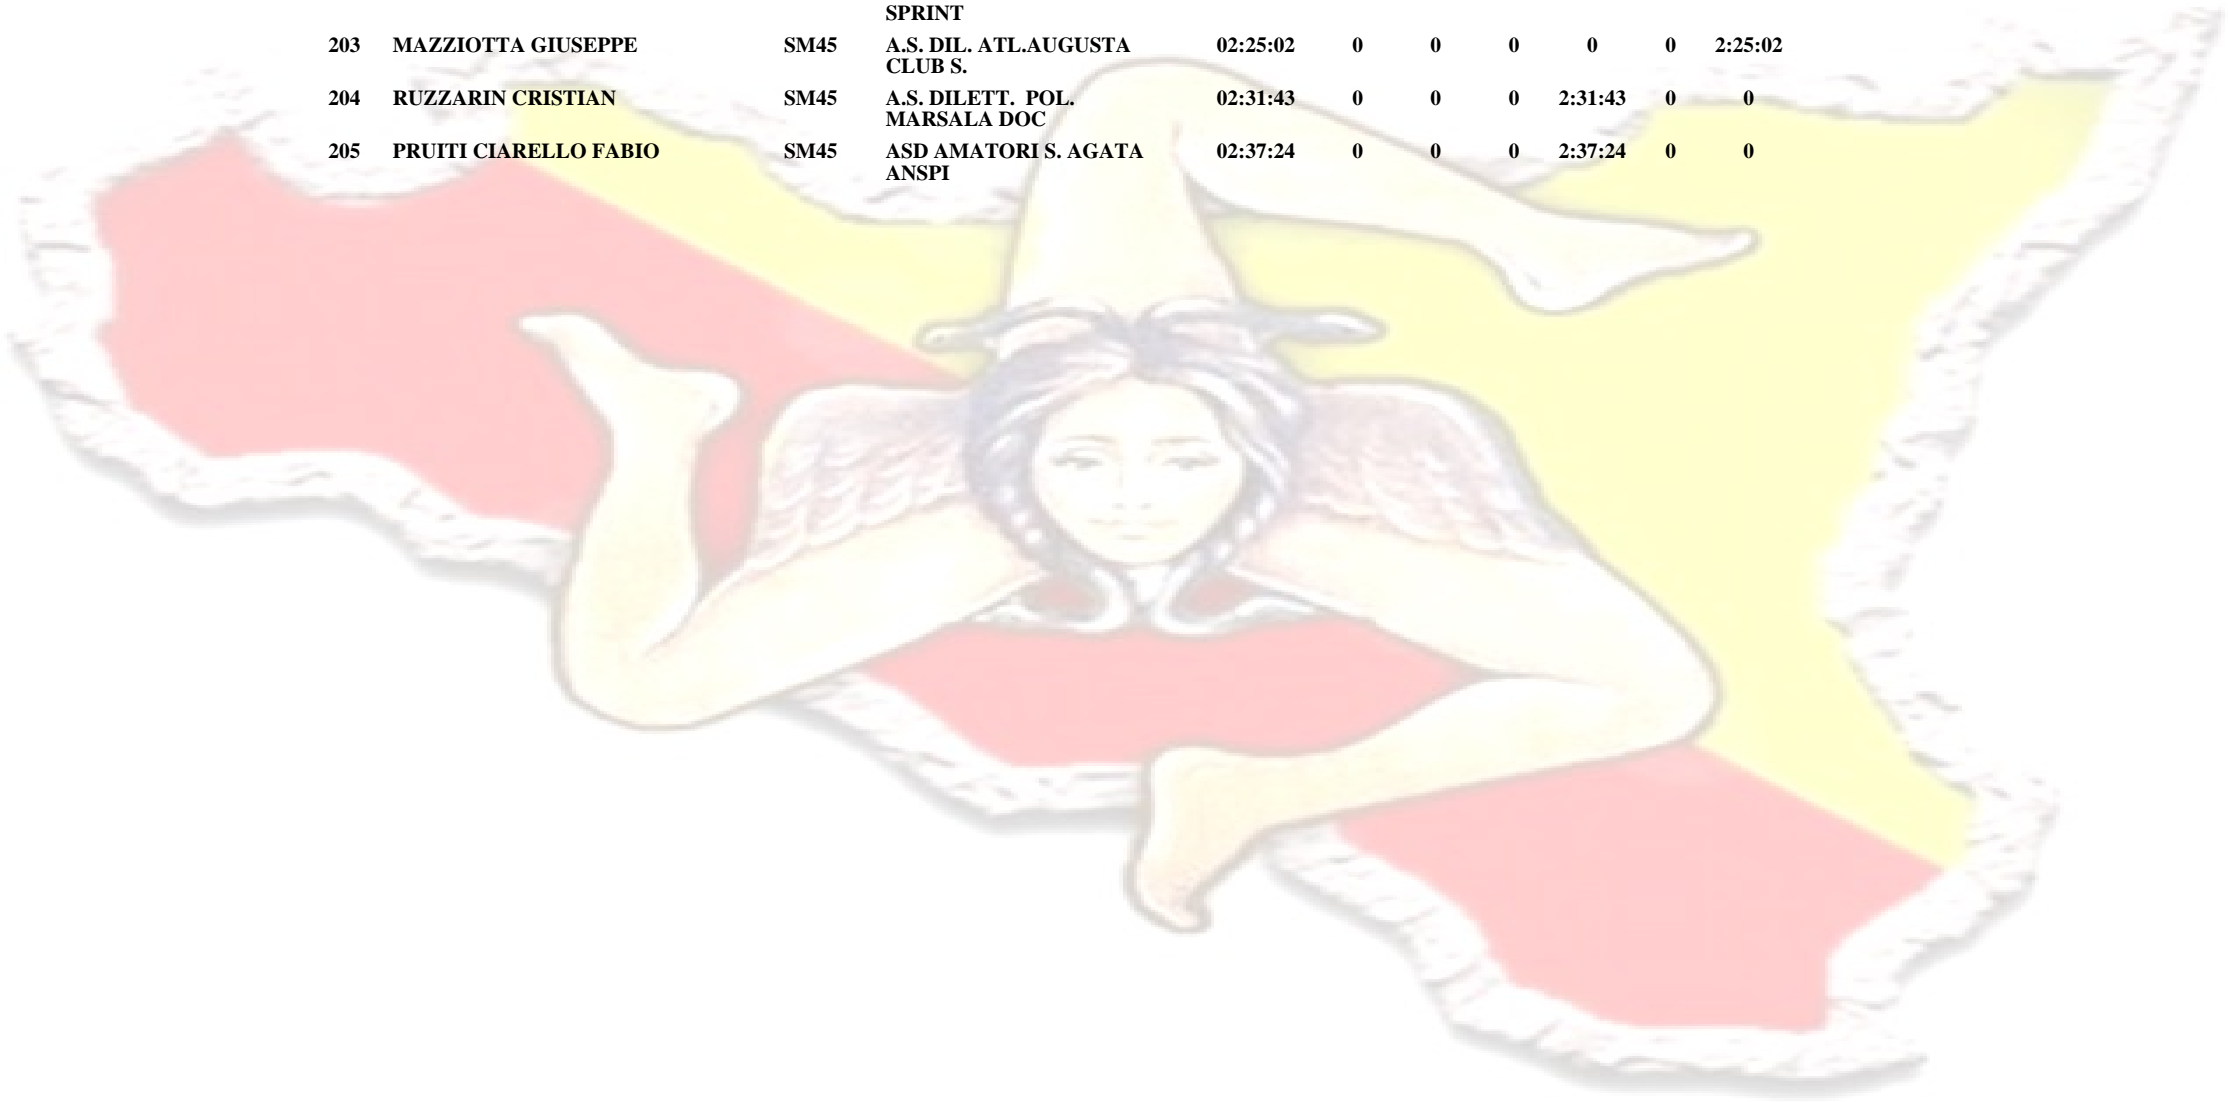 SPRINT
203 MAZZIOTTA GIUSEPPE SM45 A.S. DIL. ATL.AUGUSTA 02:25:02 0 0 0 0 0 2:25:02
CLUB S.
204 RUZZARIN CRISTIAN SM45 A.S. DILETT. POL. 02:31:43 0 0 0 2:31:43 0 0
MARSALA DOC
205 PRUITI CIARELLO FABIO SM45 ASD AMATORI S. AGATA 02:37:24 0 0 0 2:37:24 0 0
ANSPI